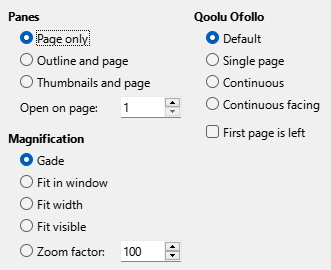 Panes
Page only
Outline and page
Thumbnails and page
Open on page: 1
Magnification
Gade
Fit in window
Fit width
Fit visible
Zoom factor: 100
Qoolu Ofollo
Default
Single page
Continuous
Continuous facing
First page is left